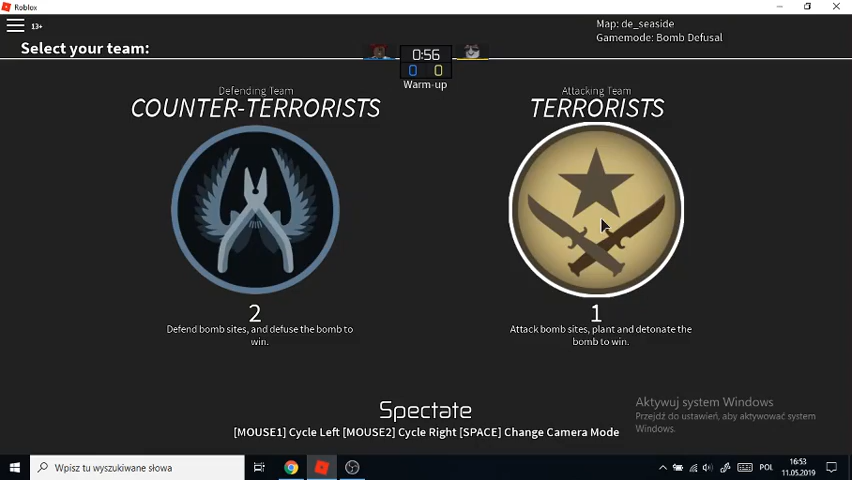 Roblox
13+
Map: de_seaside
Gamemode: Bomb Defusal
Select your team:
0:56
0 0
Warm-up
Defending Team
COUNTER-TERRORISTS
2
Defend bomb sites, and defuse the bomb to
win.
Attacking Team
TERRORISTS
1
Attack bomb sites, plant and detonate the
bomb to win.
Spectate
[MOUSE1] Cycle Left [MOUSE2] Cycle Right [SPACE] Change Camera Mode
Aktywuj system Windows
Przejdź do ustawień, aby aktywować system
Windows.
Wpisz tu wyszukiwane słowa
POL
16:53
11.05.2019